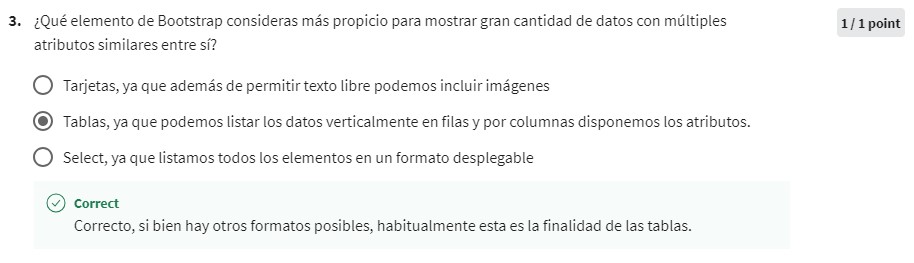 3. ¿Qué elemento de Bootstrap consideras más propicio para mostrar gran cantidad de datos con múltiples
atributos similares entre sí?
1 / 1 point
Tarjetas, ya que además de permitir texto libre podemos incluir imágenes
Tablas, ya que podemos listar los datos verticalmente en filas y por columnas disponemos los atributos.
Select, ya que listamos todos los elementos en un formato desplegable
Correct
Correcto, si bien hay otros formatos posibles, habitualmente esta es la finalidad de las tablas.